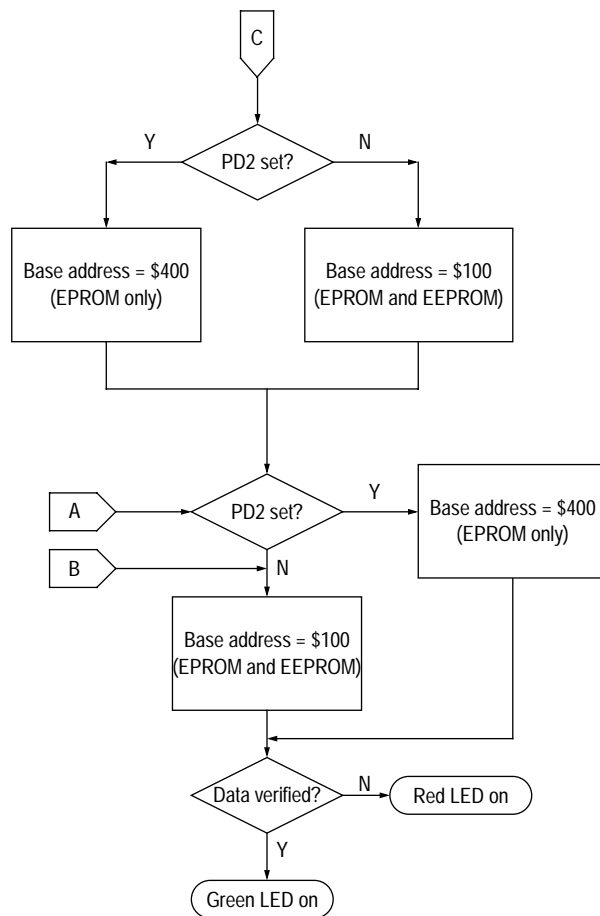 C
Y
N
PD2 set?
Base address = $400
(EPROM only)
Base address = $100
(EPROM and EEPROM)
A
PD2 set?
Y
Base address = $400
(EPROM only)
B
N
Base address = $100
(EPROM and EEPROM)
Data verified?
N
Red LED on
Y
Green LED on